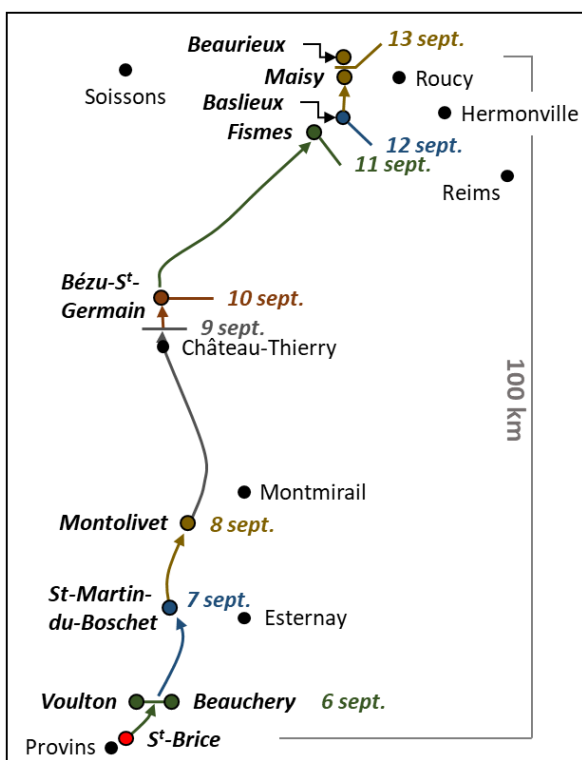 Beaurieux
13 sept.
Maisy
Roucy
Soissons
Baslieux
Hermonville
Fismes
12 sept.
11 sept.
Reims
Bézu-Sᵗ-
Germain
10 sept.
9 sept.
Château-Thierry
100 km
Montmirail
Montolivet
8 sept.
St-Martin-
du-Boschet
7 sept.
Esternay
Voulton
Beauchery
6 sept.
Provins
Sᵗ-Brice